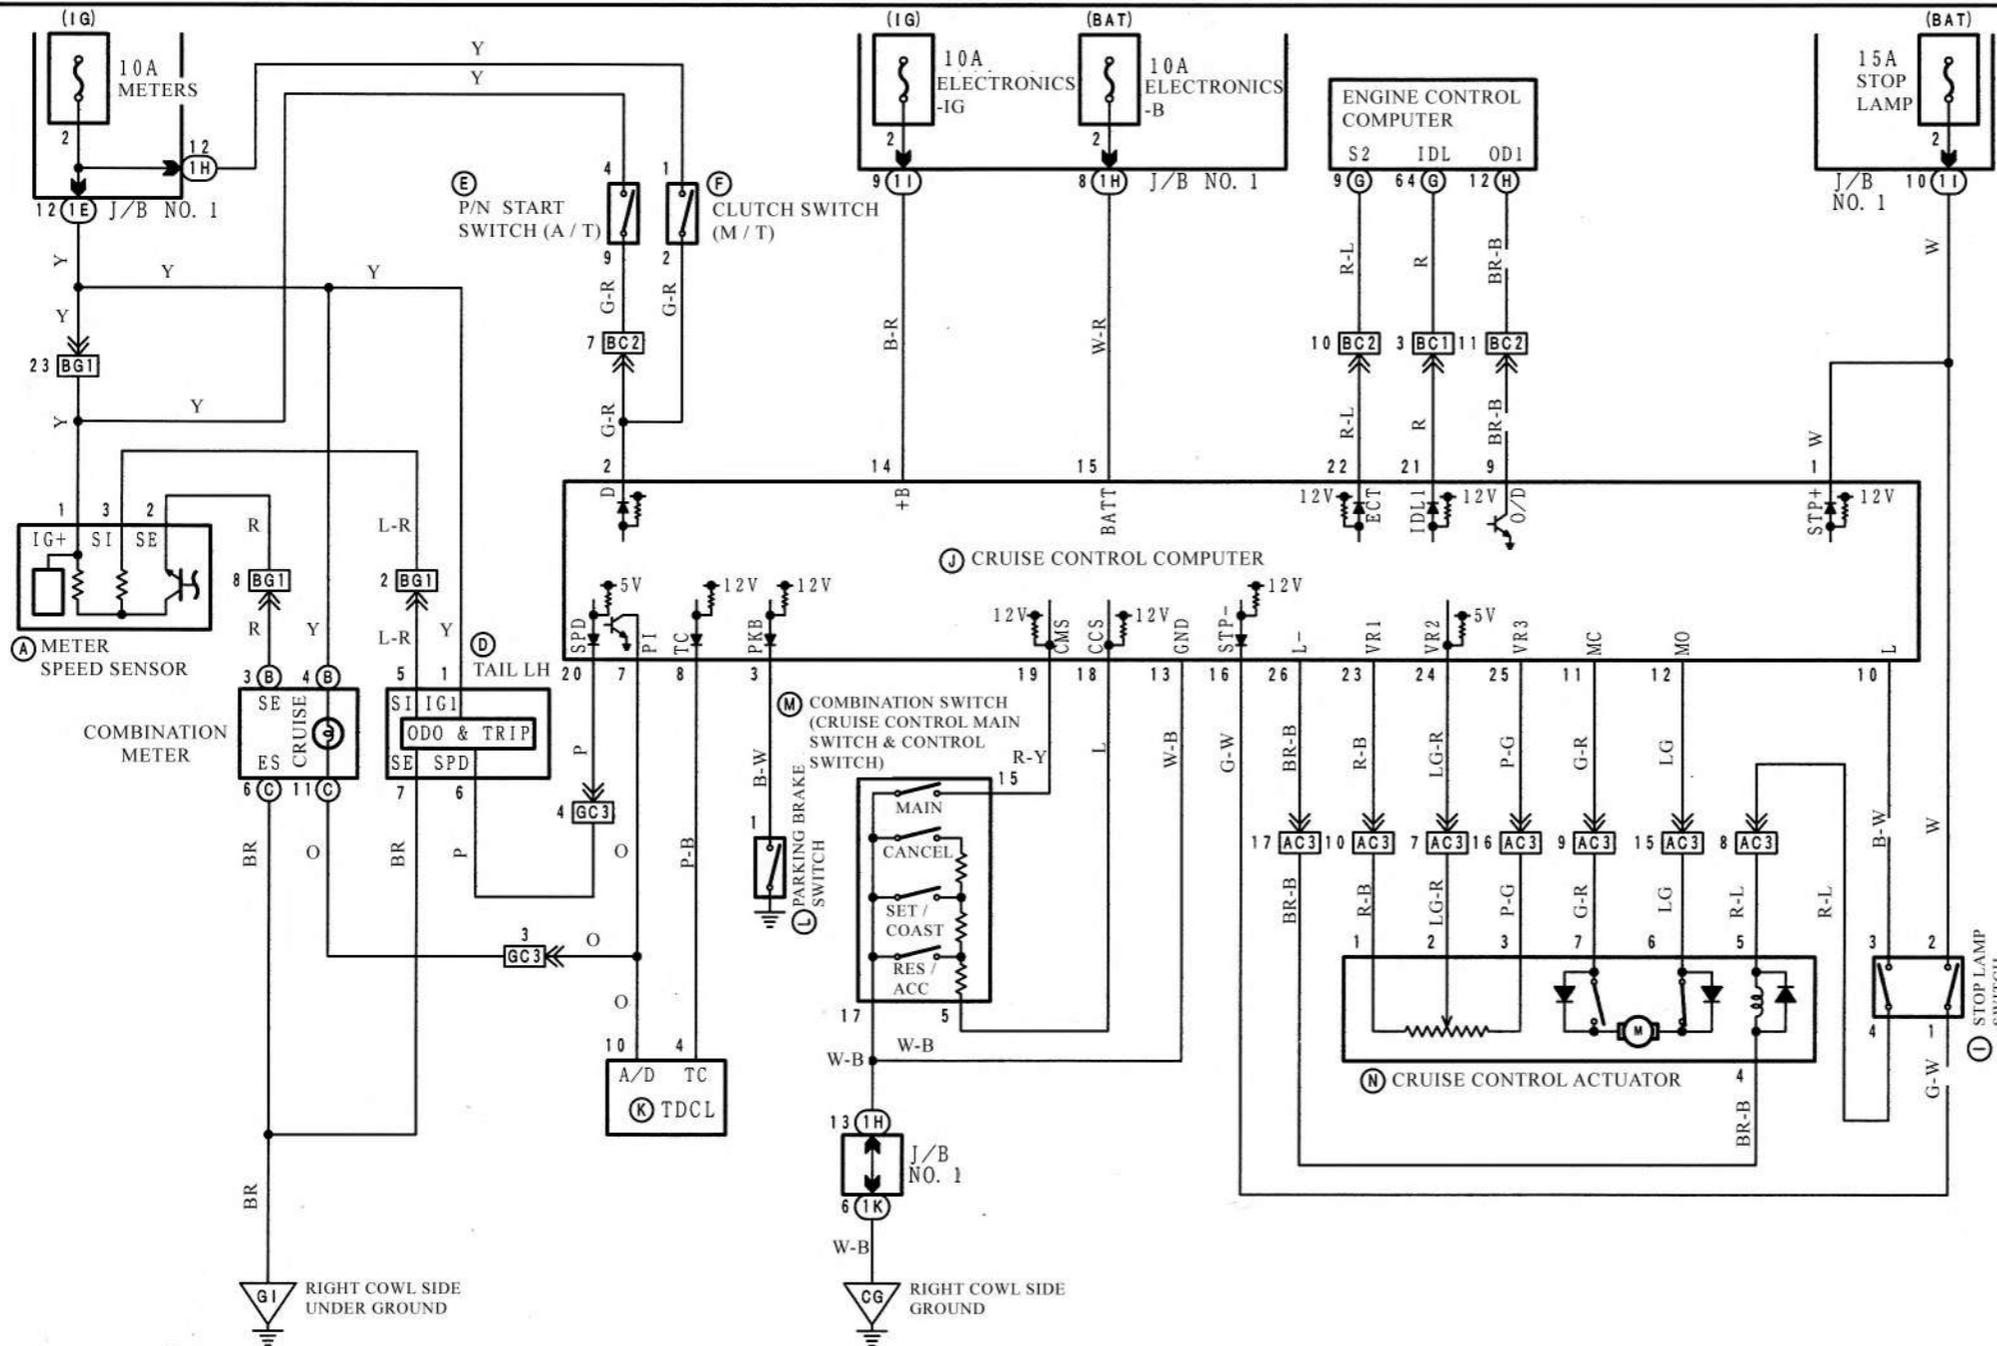 (IG)
10A
METERS
2
12
1H
12 1E J/B NO. 1
Y
Y
(IG)
10A
ELECTRONICS
-IG
2
9 1I
(BAT)
10A
ELECTRONICS
-B
2
8 1H J/B NO. 1
ENGINE CONTROL
COMPUTER
S2 IDL OD1
9 G 64 G 12 H
(BAT)
15A
STOP
LAMP
2
J/B
NO. 1
10 1I
E
P/N START
SWITCH (A / T)
4
9
F
CLUTCH SWITCH
(M / T)
1
2
Y
Y
Y
Y
23 BG1
Y
Y
G-R
G-R
7 BC2
G-R
B-R
W-R
R-L
R
BR-B
10 BC2
3 BC1
11 BC2
R-L
R
BR-B
W
W
1 3 2
IG+ SI SE
A METER
SPEED SENSOR
R
8 BG1
R
L-R
2 BG1
L-R
Y
Y
2 14 15 22 21 9 1
D
+B
BATT
12V
ECT
IDL1
12V
O/D
STP+
12V
J CRUISE CONTROL COMPUTER
5V
12V
12V
12V
12V
12V
5V
SPD
PI
TC
PKB
CMS
CCS
GND
STP-
L-
VR1
VR2
VR3
MC
MO
L
20 7 8 3 19 18 13 16 26 23 24 25 11 12 10
3 B 4 B
SE
CRUISE
ES
COMBINATION
METER
6 C 11 C
D
TAIL LH
5 1
SI IG1
ODO & TRIP
SE SPD
7 6
P
4 GC3
BR
O
BR
P
O
P-B
B-W
1
L PARKING BRAKE
SWITCH
3
GC3
O
O
10 4
A/D TC
K TDCL
M COMBINATION SWITCH
(CRUISE CONTROL MAIN
SWITCH & CONTROL
SWITCH)
R-Y
15
MAIN
CANCEL
SET /
COAST
RES /
ACC
17 5
L
W-B
G-W
BR-B
R-B
LG-R
P-G
G-R
LG
17 AC3
10 AC3
7 AC3
16 AC3
9 AC3
15 AC3
8 AC3
BR-B
R-B
LG-R
P-G
G-R
LG
R-L
R-L
B-W
W
1 2 3 7 6 5
M
N CRUISE CONTROL ACTUATOR
4
BR-B
3 2
4 1
I STOP LAMP
G-W
W-B
W-B
13 1H
J/B
NO. 1
6 1K
W-B
BR
GI
RIGHT COWL SIDE
UNDER GROUND
CG
RIGHT COWL SIDE
GROUND